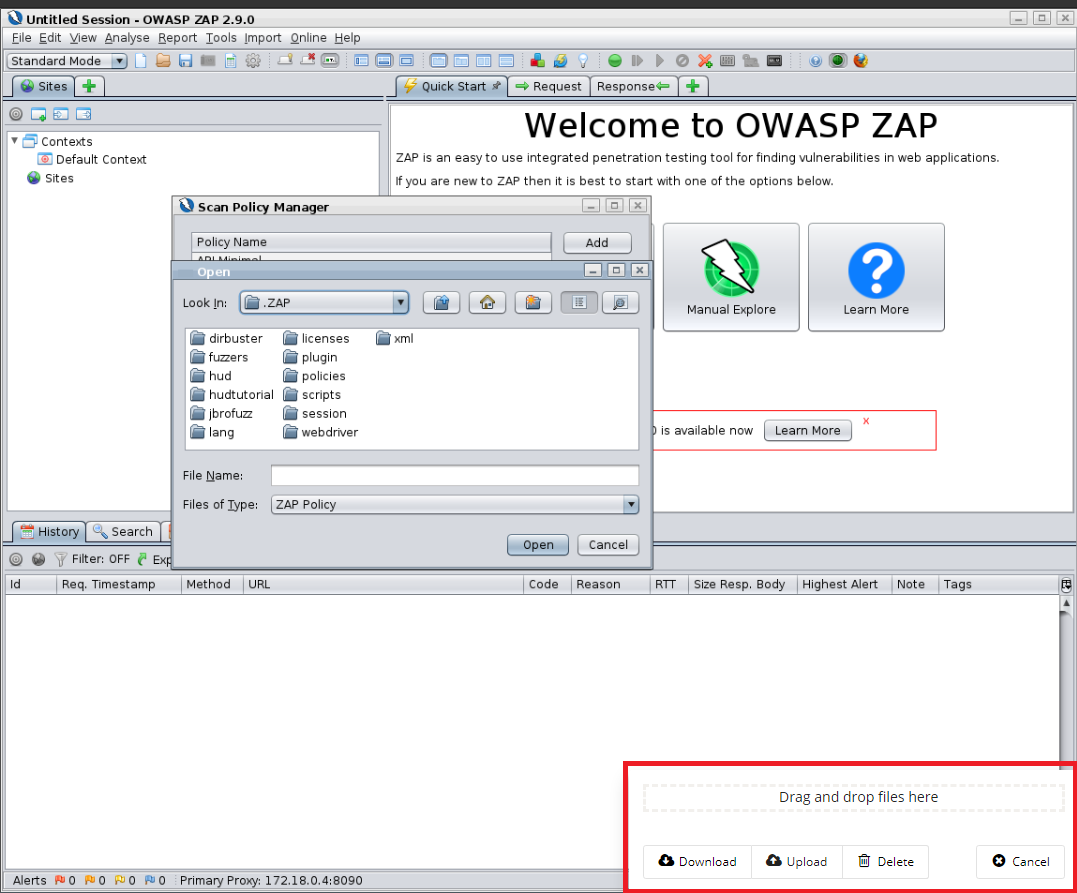 Untitled Session - OWASP ZAP 2.9.0
File Edit View Analyse Report Tools Import Online Help
Standard Mode
Sites
Quick Start
Request
Response
Contexts
Default Context
Sites
Welcome to OWASP ZAP
ZAP is an easy to use integrated penetration testing tool for finding vulnerabilities in web applications.
If you are new to ZAP then it is best to start with one of the options below.
Scan Policy Manager
Policy Name
Add
API Minimal
Manual Explore
Learn More
is available now
Learn More
x
Open
Look In: .ZAP
dirbuster licenses xml
fuzzers plugin
hud policies
hudtutorial scripts
jbrofuzz session
lang webdriver
File Name:
Files of Type: ZAP Policy
Open Cancel
History
Search
Filter: OFF
Exp
Id Req. Timestamp Method URL Code Reason RTT Size Resp. Body Highest Alert Note Tags
Drag and drop files here
Download Upload Delete Cancel
Alerts 0 0 0 0 Primary Proxy: 172.18.0.4:8090